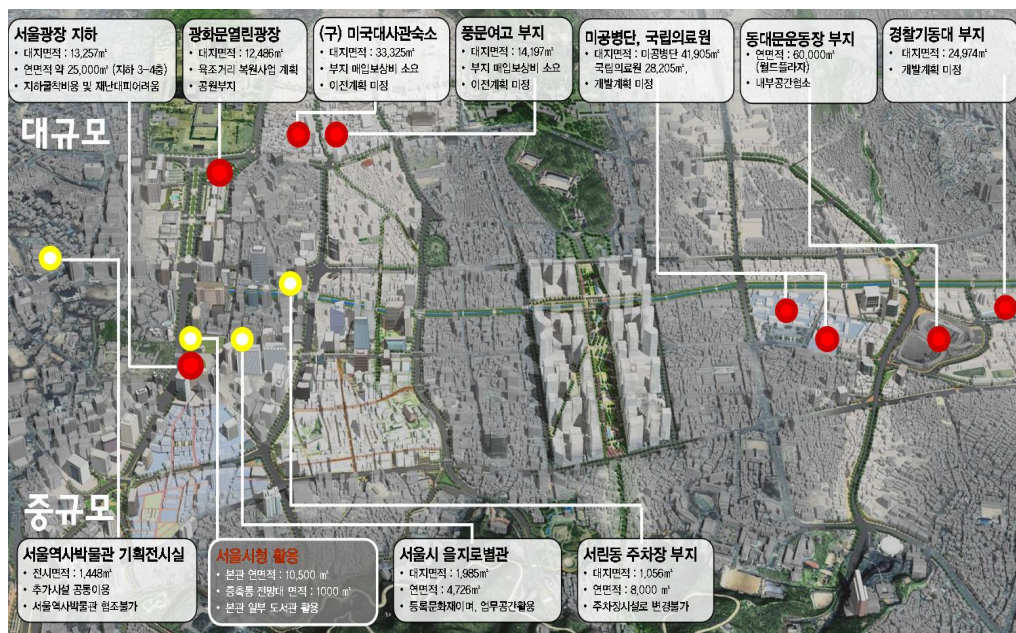 서울광장 지하
• 대지면적 : 13,257㎡
• 연면적 약 25,000㎡ (지하 3-4층)
• 지하굴착비용 및 재난대피어려움
광화문열린광장
• 대지면적 : 12,486㎡
• 육조거리 복원사업 계획
• 공원부지
(구) 미국대사관숙소
• 대지면적 : 33,325㎡
• 부지 매입보상비 소요
• 이전계획 미정
풍문여고 부지
• 대지면적 : 14,197㎡
• 부지 매입보상비 소요
• 이전계획 미정
미공병단, 국립의료원
• 대지면적 : 미공병단 41,905㎡
국립의료원 28,205㎡,
• 개발계획 미정
동대문운동장 부지
• 연면적 : 60,000㎡
(월드플라자)
• 내부공간협소
경찰기동대 부지
• 대지면적 : 24,974㎡
• 개발계획 미정
대규모
중규모
서울역사박물관 기획전시실
• 전시면적 : 1,448㎡
• 추가시설 공통이용
• 서울역사박물관 협조불가
서울시청 활용
• 본관 연면적 : 10,500 ㎡
• 증축동 전망대 면적 : 1000 ㎡
• 본관 일부 도서관 활용
서울시 을지로별관
• 대지면적 : 1,985㎡
• 연면적 : 4,726㎡
• 등록문화재이며, 업무공간활용
서린동 주차장 부지
• 대지면적 : 1,056㎡
• 연면적 : 8,000 ㎡
• 주차장시설로 변경불가